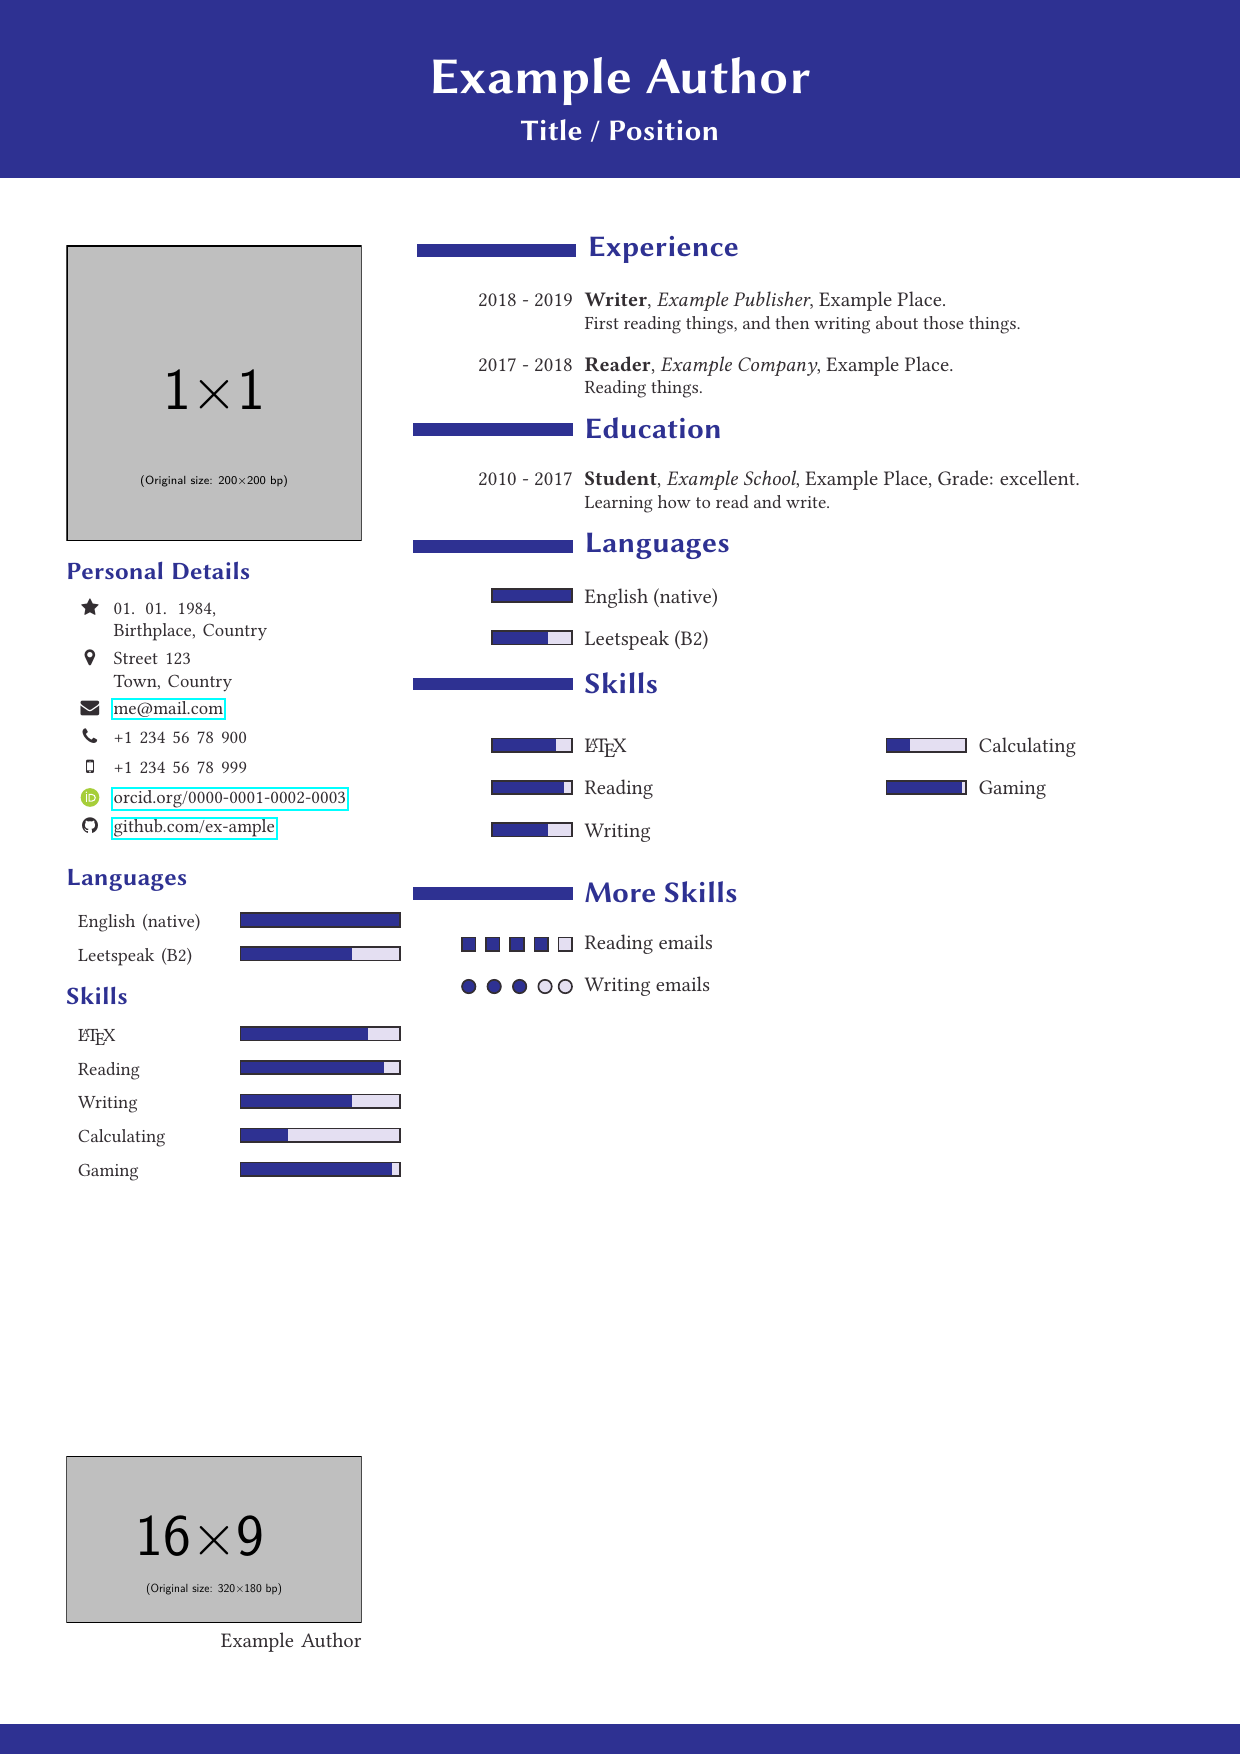 Example Author
Title / Position
1×1
(Original size: 200×200 bp)
Personal Details
01. 01. 1984,
Birthplace, Country
Street 123
Town, Country
me@mail.com
+1 234 56 78 900
+1 234 56 78 999
iD orcid.org/0000-0001-0002-0003
github.com/ex-ample
Languages
English (native)
Leetspeak (B2)
Skills
LATEX
Reading
Writing
Calculating
Gaming
16×9
(Original size: 320×180 bp)
Example Author
Experience
2018 - 2019 Writer, Example Publisher, Example Place.
First reading things, and then writing about those things.
2017 - 2018 Reader, Example Company, Example Place.
Reading things.
Education
2010 - 2017 Student, Example School, Example Place, Grade: excellent.
Learning how to read and write.
Languages
English (native)
Leetspeak (B2)
Skills
LATEX Calculating
Reading Gaming
Writing
More Skills
Reading emails
Writing emails